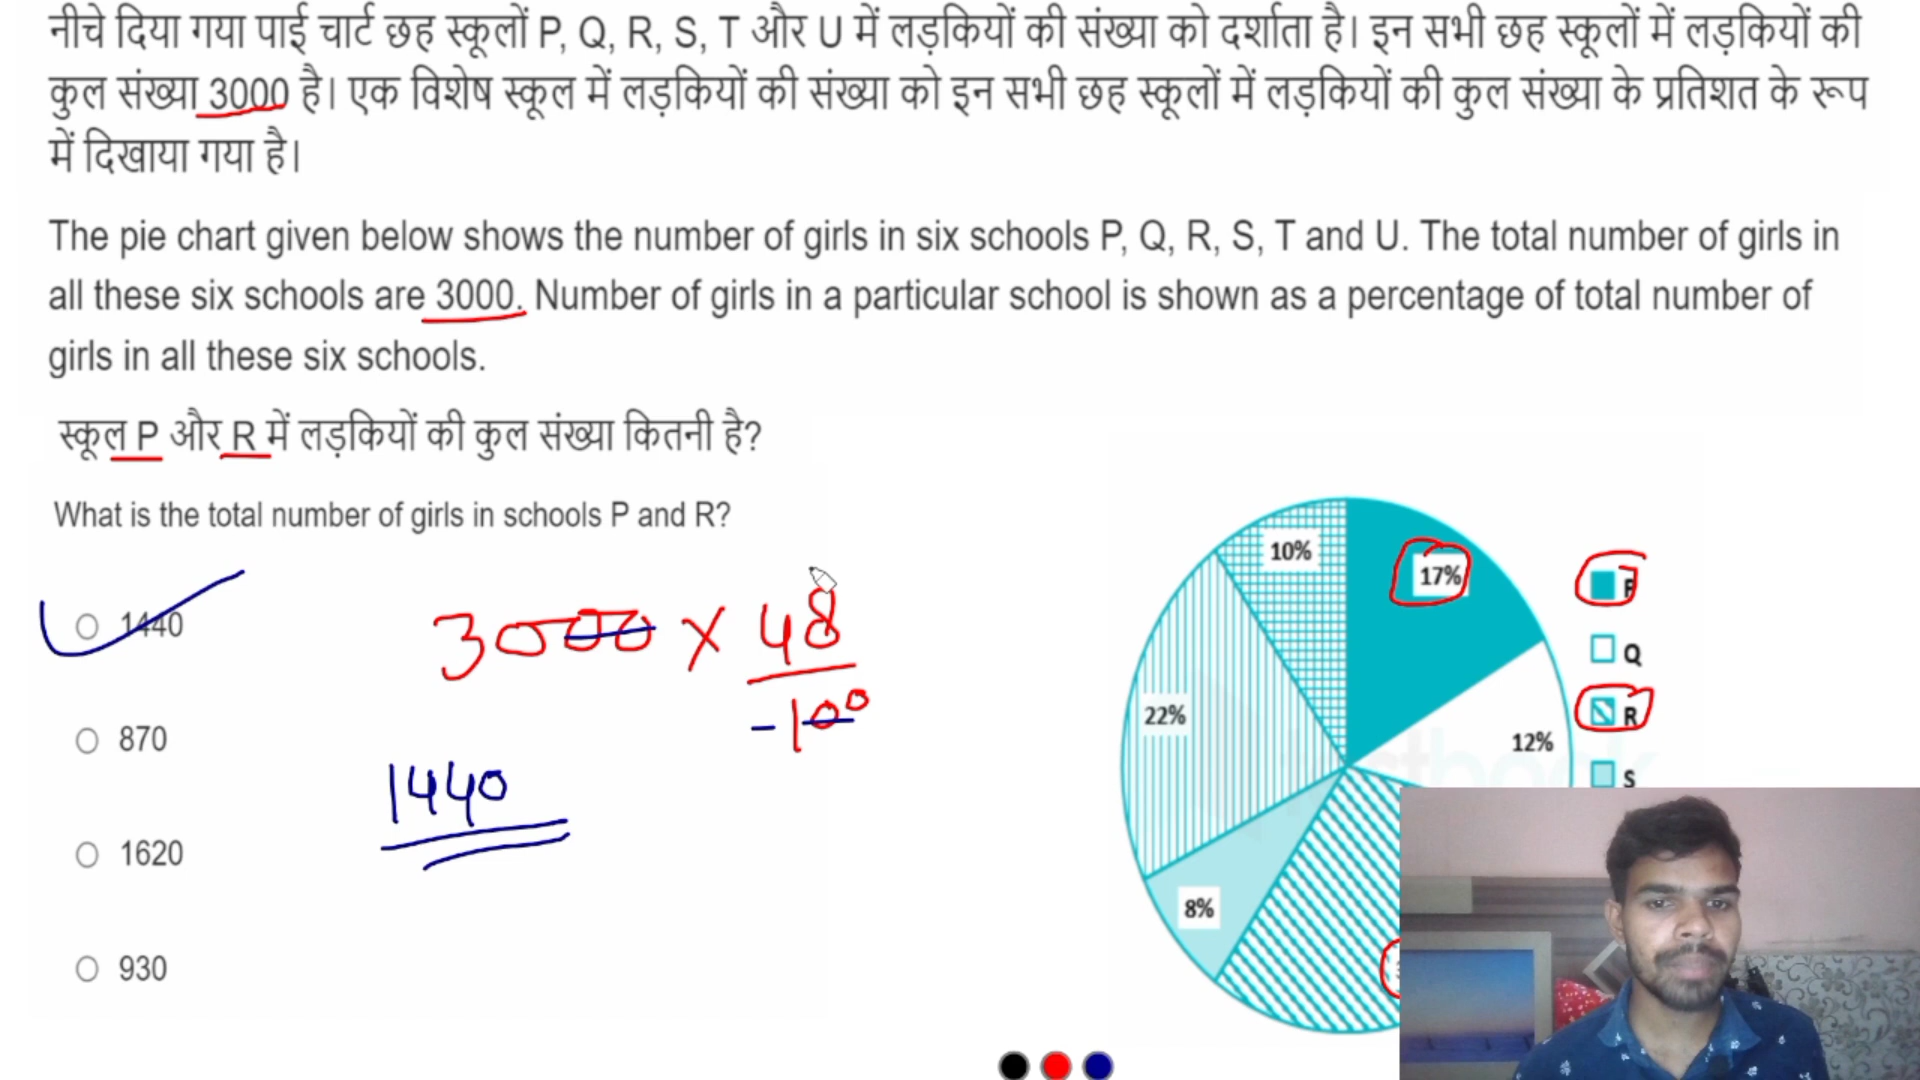 नीचे दिया गया पाई चार्ट छह स्कूलों P, Q, R, S, T और U में लड़कियों की संख्या को दर्शाता है। इन सभी छह स्कूलों में लड़कियों की
कुल संख्या 3000 है। एक विशेष स्कूल में लड़कियों की संख्या को इन सभी छह स्कूलों में लड़कियों की कुल संख्या के प्रतिशत के रूप
में दिखाया गया है।
The pie chart given below shows the number of girls in six schools P, Q, R, S, T and U. The total number of girls in
all these six schools are 3000. Number of girls in a particular school is shown as a percentage of total number of
girls in all these six schools.
स्कूल P और R में लड़कियों की कुल संख्या कितनी है?
What is the total number of girls in schools P and R?
1440
870
1620
930
3000 × 48
100
1440
10%
17%
12%
22%
8%
P
Q
R
S